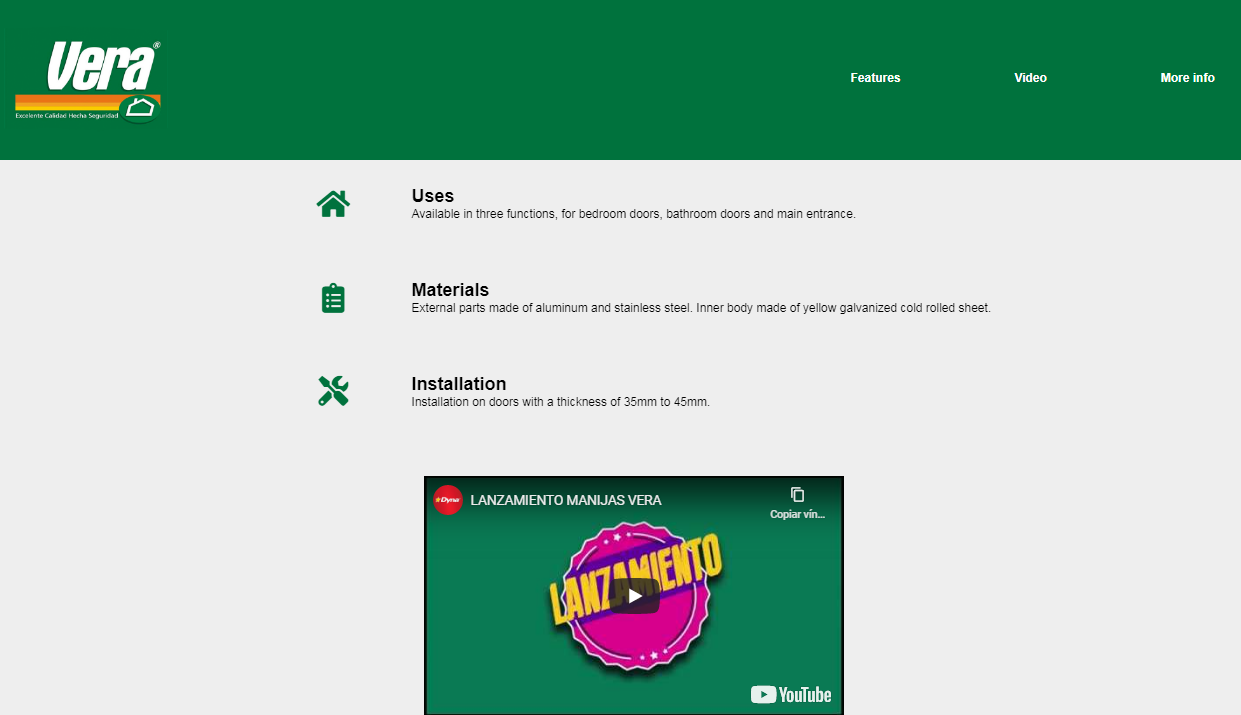 Vera®
Excelente Calidad Hecha Seguridad
Features
Video
More info
Uses
Available in three functions, for bedroom doors, bathroom doors and main entrance.
Materials
External parts made of aluminum and stainless steel. Inner body made of yellow galvanized cold rolled sheet.
Installation
Installation on doors with a thickness of 35mm to 45mm.
Dyna
LANZAMIENTO MANIJAS VERA
Copiar vín...
LANZAMIENTO
YouTube